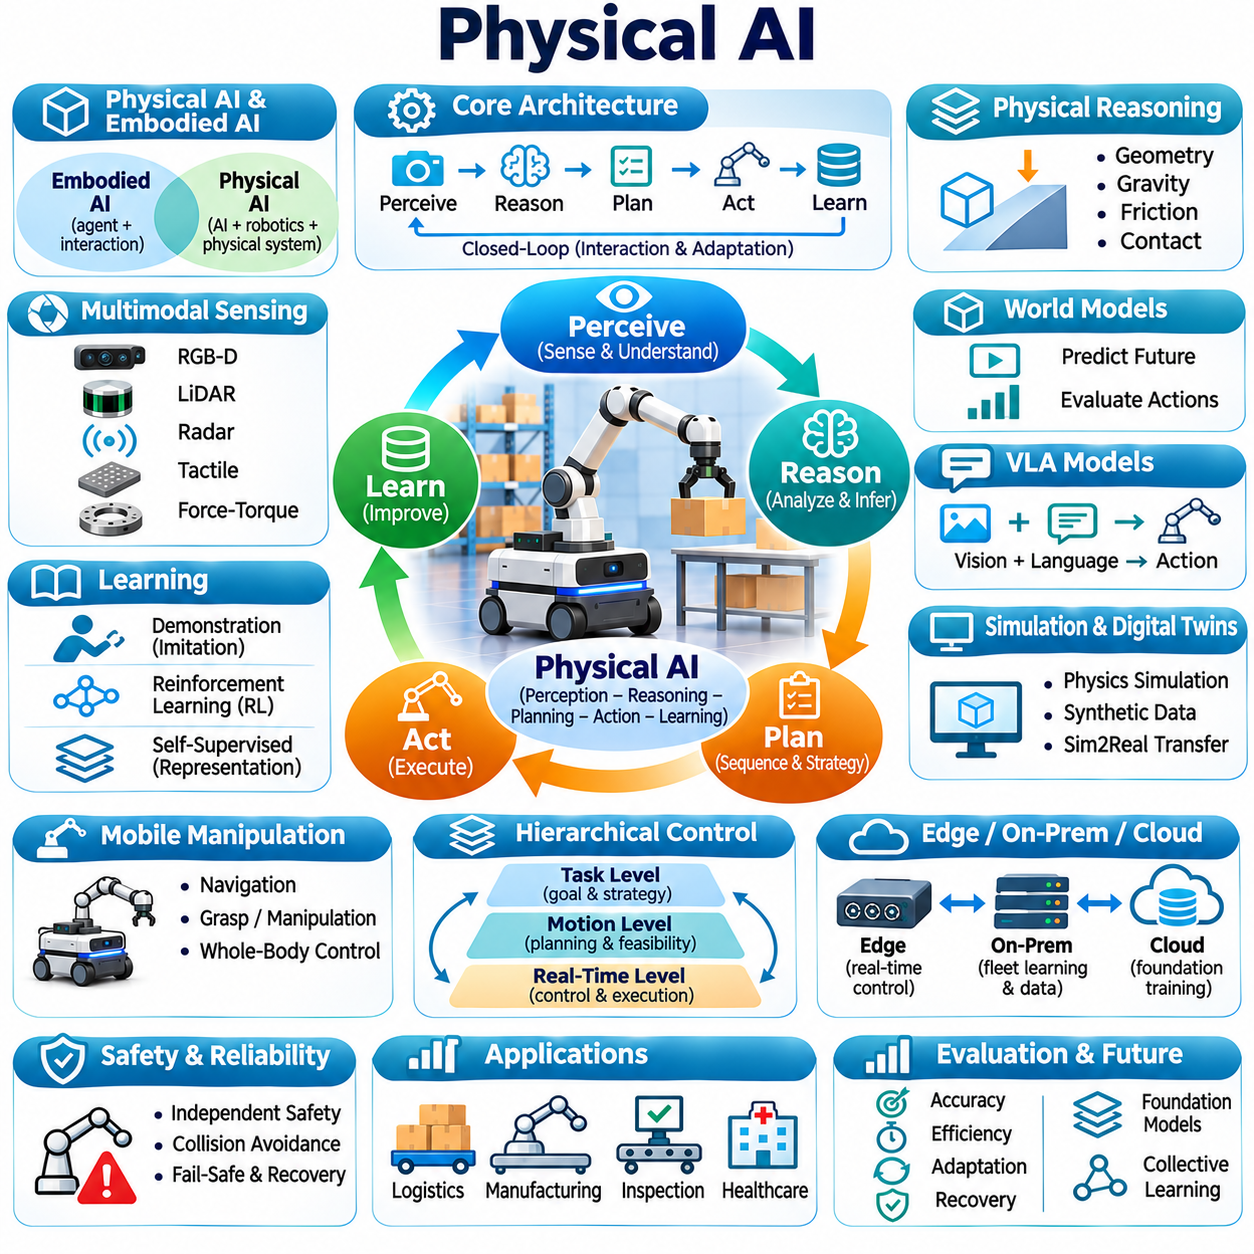 Physical AI
Physical AI &
Embodied AI
Embodied
AI
(agent +
interaction)
Physical
AI
(AI + robotics +
physical system)
Core Architecture
Perceive
Reason
Plan
Act
Learn
Closed-Loop (Interaction & Adaptation)
Physical Reasoning
• Geometry
• Gravity
• Friction
• Contact
Multimodal Sensing
RGB-D
LiDAR
Radar
Tactile
Force-Torque
Perceive
(Sense & Understand)
Reason
(Analyze & Infer)
Plan
(Sequence & Strategy)
Act
(Execute)
Learn
(Improve)
Physical AI
(Perception – Reasoning –
Planning – Action – Learning)
World Models
Predict Future
Evaluate Actions
VLA Models
Vision + Language → Action
Learning
Demonstration
(Imitation)
Reinforcement
Learning (RL)
Self-Supervised
(Representation)
Simulation & Digital Twins
• Physics Simulation
• Synthetic Data
• Sim2Real Transfer
Mobile Manipulation
• Navigation
• Grasp / Manipulation
• Whole-Body Control
Hierarchical Control
Task Level
(goal & strategy)
Motion Level
(planning & feasibility)
Real-Time Level
(control & execution)
Edge / On-Prem / Cloud
Edge
(real-time
control)
On-Prem
(fleet learning
& data)
Cloud
(foundation
training)
Safety & Reliability
• Independent Safety
• Collision Avoidance
• Fail-Safe & Recovery
Applications
Logistics
Manufacturing
Inspection
Healthcare
Evaluation & Future
Accuracy
Efficiency
Adaptation
Recovery
Foundation
Models
Collective
Learning